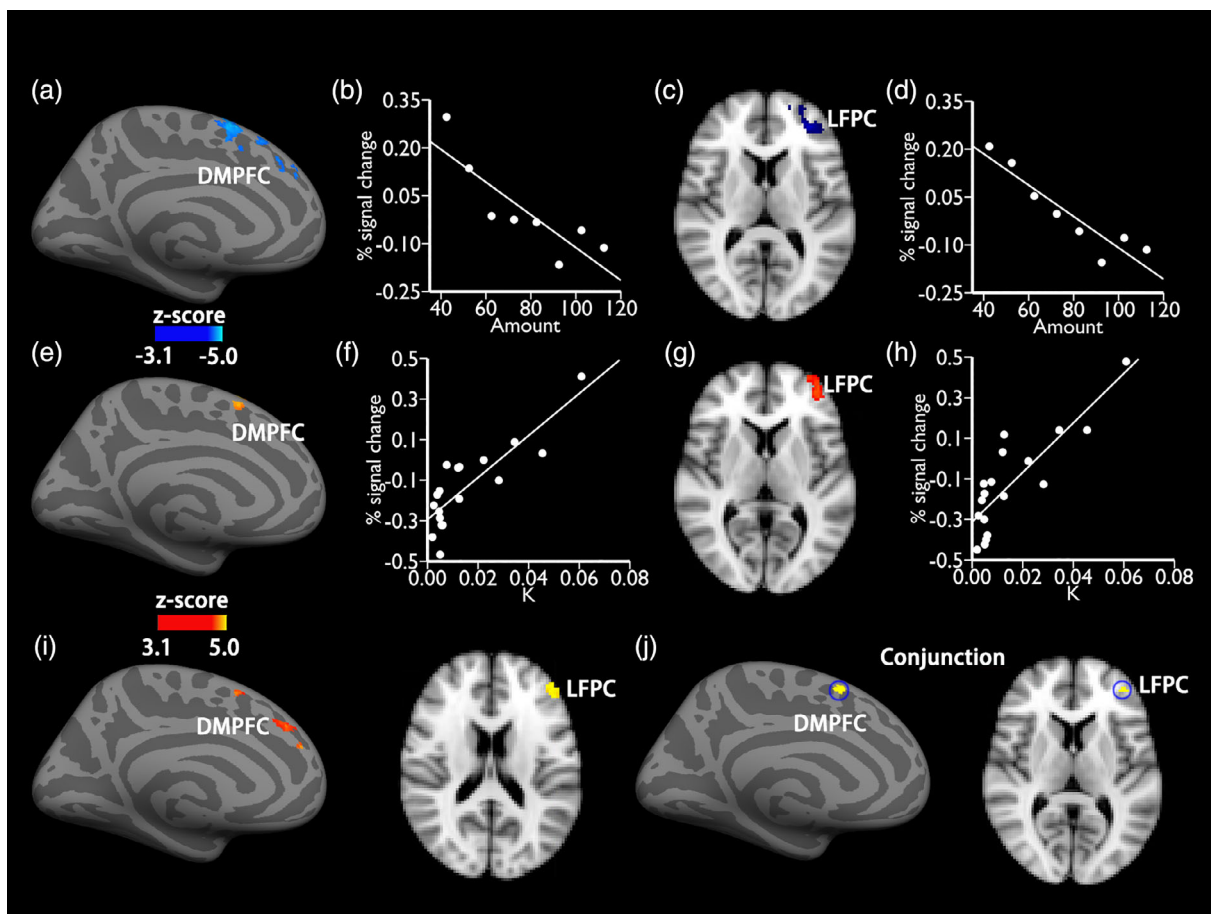 (a)
DMPFC
z-score
-3.1 -5.0
(b)
% signal change
0.35
0.20
0.05
-0.10
-0.25
40 60 80 100 120
Amount
(c)
LFPC
(d)
% signal change
0.35
0.20
0.05
-0.10
-0.25
40 60 80 100 120
Amount
(e)
DMPFC
z-score
3.1 5.0
(f)
% signal change
0.5
0.3
0.1
-0.1
-0.3
-0.5
0.00 0.02 0.04 0.06 0.08
K
(g)
LFPC
(h)
% signal change
0.5
0.3
0.1
-0.1
-0.3
-0.5
0.00 0.02 0.04 0.06 0.08
K
(i)
DMPFC
LFPC
(j)
Conjunction
DMPFC
LFPC